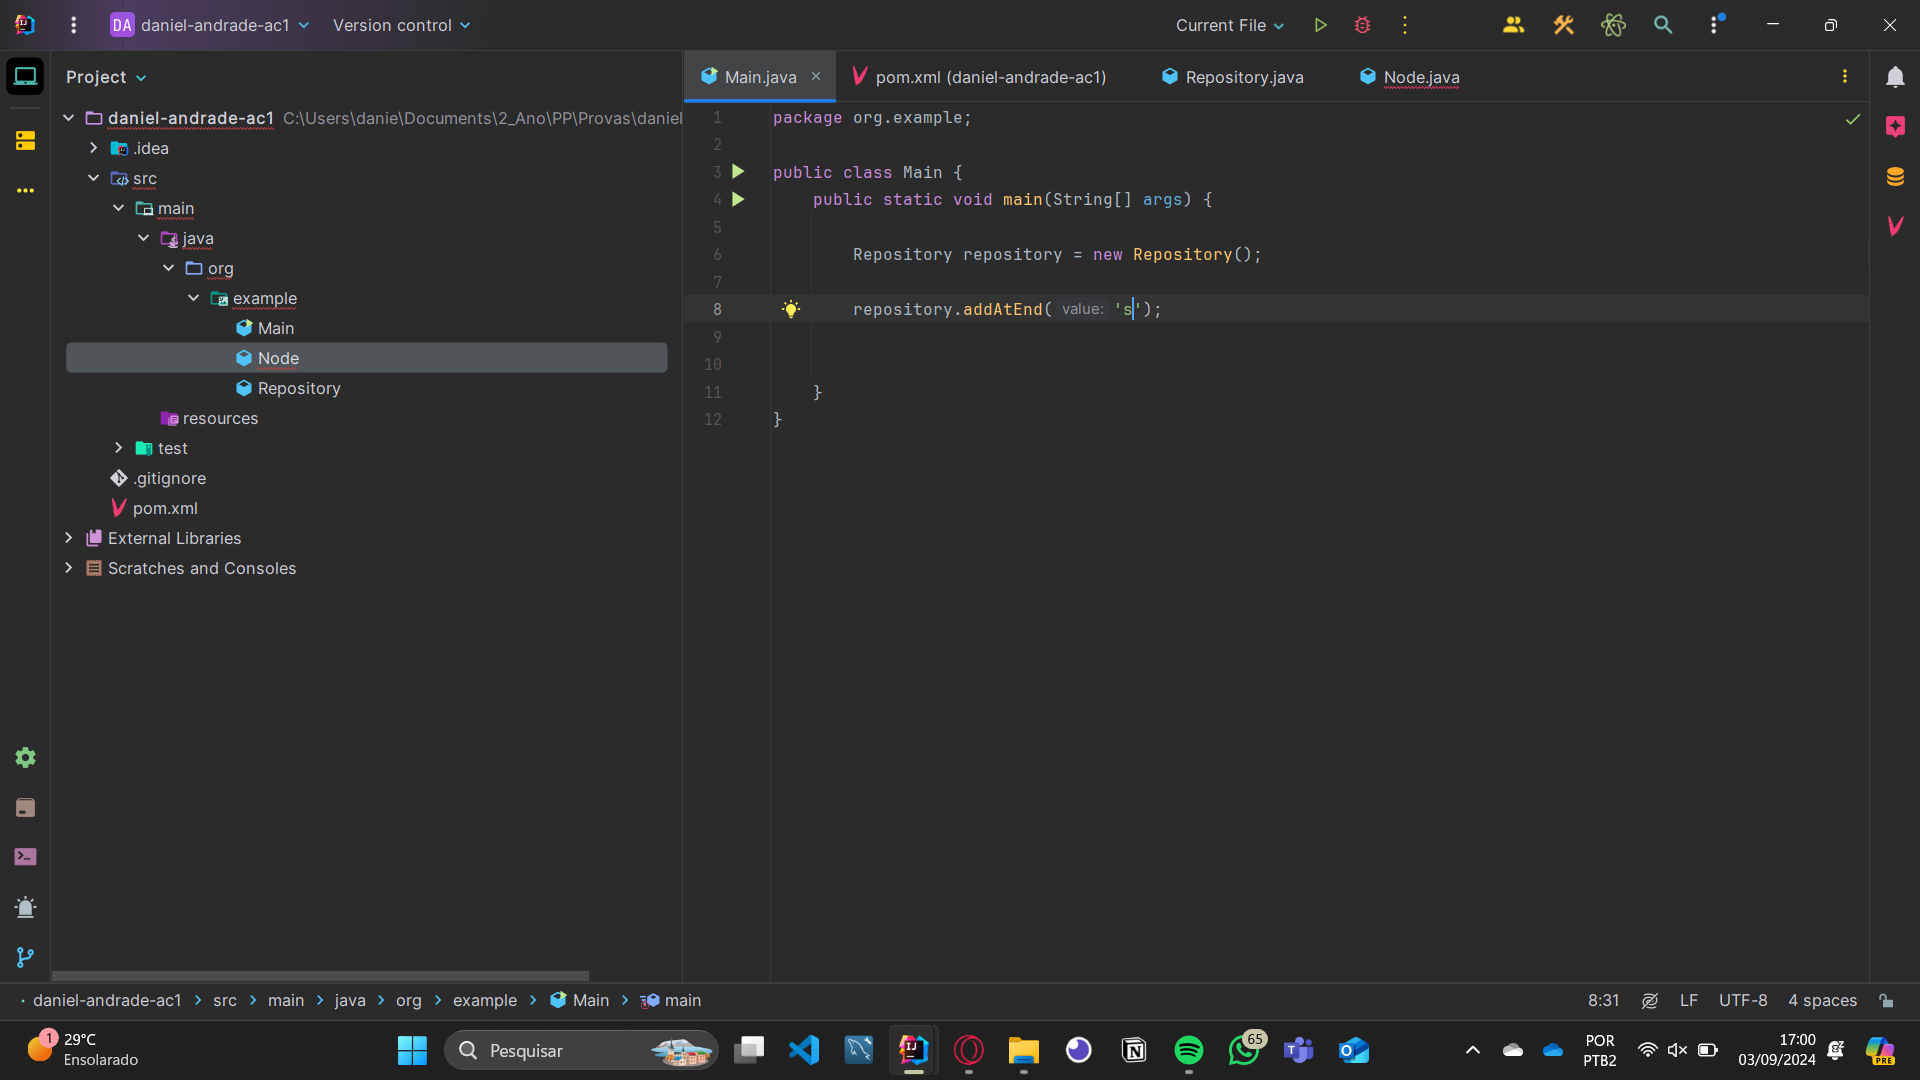 DA daniel-andrade-ac1 Version control Current File
Project
Main.java pom.xml (daniel-andrade-ac1) Repository.java Node.java
daniel-andrade-ac1 C:\Users\danie\Documents\2_Ano\PP\Provas\daniel
.idea
src
main
java
org
example
Main
Node
Repository
resources
test
.gitignore
pom.xml
External Libraries
Scratches and Consoles
1 package org.example;
2
3 public class Main {
4 public static void main(String[] args) {
5
6 Repository repository = new Repository();
7
8 repository.addAtEnd( value: 's');
9
10
11 }
12 }
daniel-andrade-ac1 > src > main > java > org > example > Main > main 8:31 LF UTF-8 4 spaces
1 29°C
Ensolarado
Pesquisar
IJ
65
PRE
POR
PTB2
17:00
03/09/2024